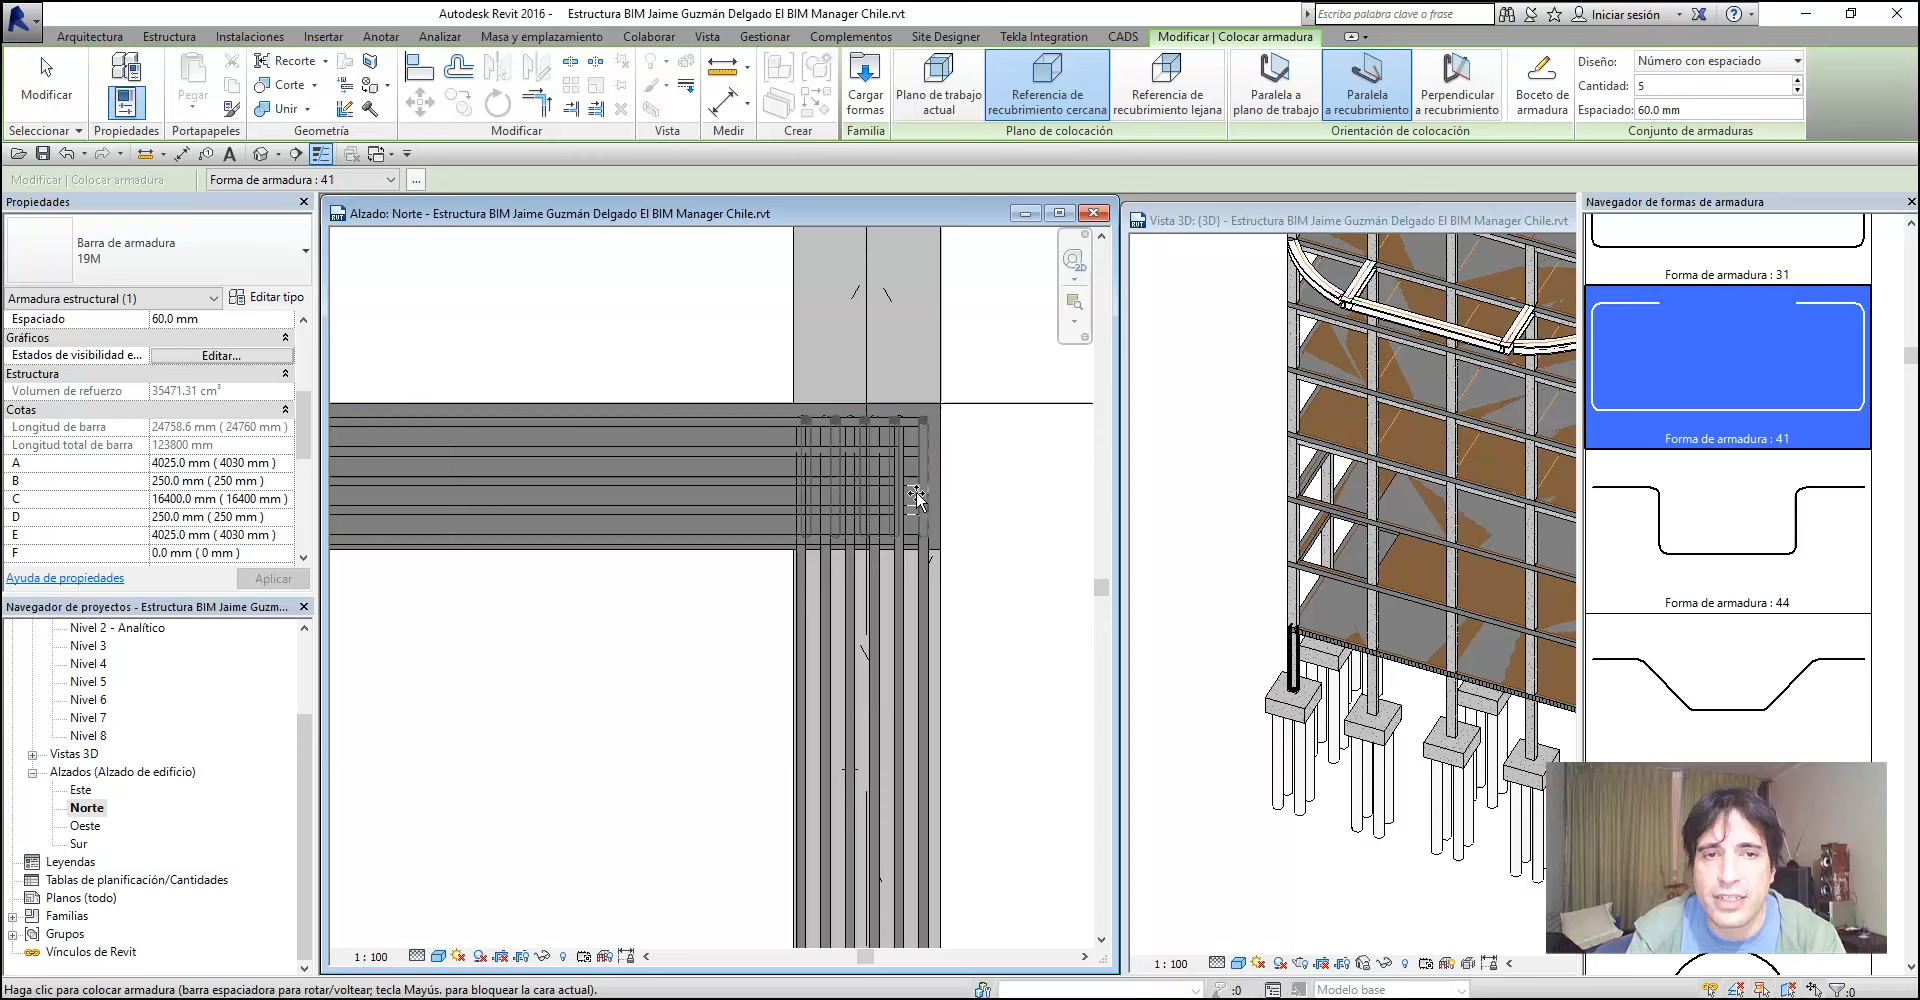 Autodesk Revit 2016 - Estructura BIM Jaime Guzmán Delgado El BIM Manager Chile.rvt
Escriba palabra clave o frase
Iniciar sesión
Arquitectura Estructura Instalaciones Insertar Anotar Analizar Masa y emplazamiento Colaborar Vista Gestionar Complementos Site Designer Tekla Integration CADS Modificar | Colocar armadura
Modificar
Pegar
Recorte
Corte
Unir
Cargar formas
Plano de trabajo actual
Referencia de recubrimiento cercana
Referencia de recubrimiento lejana
Paralela a plano de trabajo
Paralela a recubrimiento
Perpendicular a recubrimiento
Boceto de armadura
Diseño: Número con espaciado
Cantidad: 5
Espaciado: 60.0 mm
Seleccionar Propiedades Portapapeles Geometría Modificar Vista Medir Crear Familia Plano de colocación Orientación de colocación Conjunto de armaduras
Modificar | Colocar armadura
Forma de armadura : 41
...
Propiedades
Barra de armadura
19M
Armadura estructural (1)
Editar tipo
Espaciado 60.0 mm
Gráficos
Estados de visibilidad e... Editar...
Estructura
Volumen de refuerzo 35471.31 cm³
Cotas
Longitud de barra 24758.6 mm ( 24760 mm )
Longitud total de barra 123800 mm
A 4025.0 mm ( 4030 mm )
B 250.0 mm ( 250 mm )
C 16400.0 mm ( 16400 mm )
D 250.0 mm ( 250 mm )
E 4025.0 mm ( 4030 mm )
F 0.0 mm ( 0 mm )
Ayuda de propiedades
Aplicar
Navegador de proyectos - Estructura BIM Jaime Guzm...
Nivel 2 - Analítico
Nivel 3
Nivel 4
Nivel 5
Nivel 6
Nivel 7
Nivel 8
Vistas 3D
Alzados (Alzado de edificio)
Este
Norte
Oeste
Sur
Leyendas
Tablas de planificación/Cantidades
Planos (todo)
Familias
Grupos
Vínculos de Revit
Alzado: Norte - Estructura BIM Jaime Guzmán Delgado El BIM Manager Chile.rvt
2D
1 : 100
Vista 3D: {3D} - Estructura BIM Jaime Guzmán Delgado El BIM Manager Chile.rvt
1 : 100
Navegador de formas de armadura
Forma de armadura : 31
Forma de armadura : 41
Forma de armadura : 44
Haga clic para colocar armadura (barra espaciadora para rotar/voltear; tecla Mayús. para bloquear la cara actual).
:0
Modelo base
:0